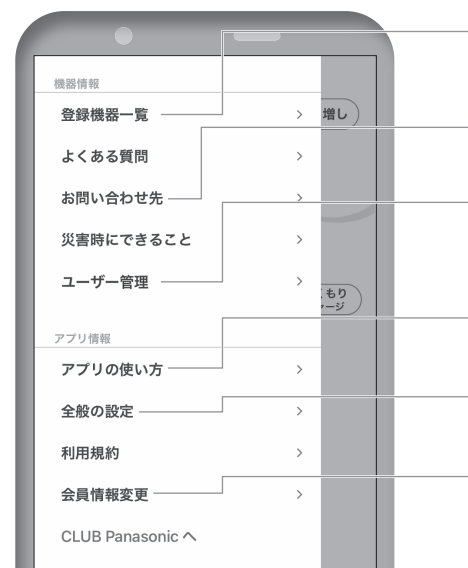 機器情報
登録機器一覧
増し
よくある質問
お問い合わせ先
災害時にできること
ユーザー管理
くもり
ージ
アプリ情報
アプリの使い方
全般の設定
利用規約
会員情報変更
CLUB Panasonic へ